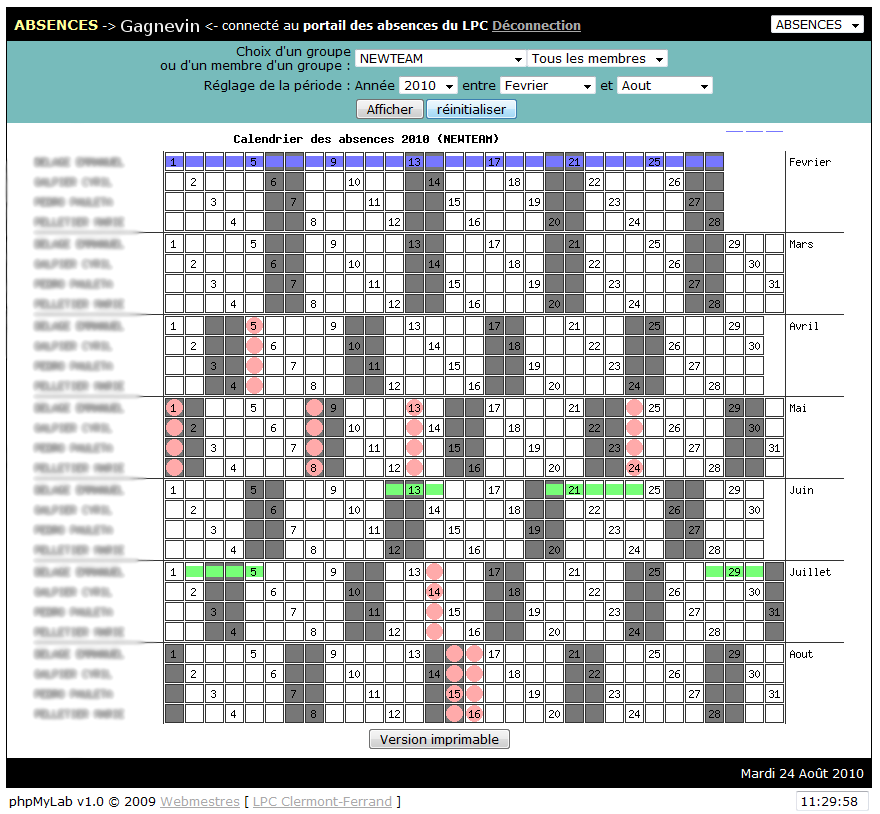 ABSENCES -> Gagnevin <- connecté au portail des absences du LPC Déconnection ABSENCES
Choix d'un groupe
ou d'un membre d'un groupe : NEWTEAM Tous les membres
Réglage de la période : Année 2010 entre Fevrier et Aout
Afficher réinitialiser
Calendrier des absences 2010 (NEWTEAM)
1 5 9 13 17 21 25 Fevrier
2 6 10 14 18 22 26
3 7 11 15 19 23 27
4 8 12 16 20 24 28
1 5 9 13 17 21 25 29 Mars
2 6 10 14 18 22 26 30
3 7 11 15 19 23 27 31
4 8 12 16 20 24 28
1 5 9 13 17 21 25 29 Avril
2 6 10 14 18 22 26 30
3 7 11 15 19 23 27
4 8 12 16 20 24 28
1 5 9 13 17 21 25 29 Mai
2 6 10 14 18 22 26 30
3 7 11 15 19 23 27 31
4 8 12 16 20 24 28
1 5 9 13 17 21 25 29 Juin
2 6 10 14 18 22 26 30
3 7 11 15 19 23 27
4 8 12 16 20 24 28
1 5 9 13 17 21 25 29 Juillet
2 6 10 14 18 22 26 30
3 7 11 15 19 23 27 31
4 8 12 16 20 24 28
1 5 9 13 17 21 25 29 Aout
2 6 10 14 18 22 26 30
3 7 11 15 19 23 27 31
4 8 12 16 20 24 28
Version imprimable
Mardi 24 Août 2010
phpMyLab v1.0 © 2009 Webmestres [ LPC Clermont-Ferrand ] 11:29:58